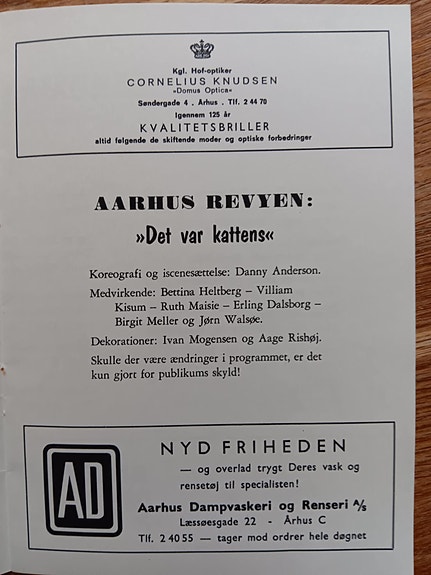 Kgl. Hof-optiker
CORNELIUS KNUDSEN
»Domus Optica«
Søndergade 4 . Århus . Tlf. 2 44 70
Igennem 125 år
KVALITETSBRILLER
altid følgende de skiftende moder og optiske forbedringer
AARHUS REVYEN:
»Det var kattens«
Koreografi og iscenesættelse: Danny Anderson.
Medvirkende: Bettina Heltberg – Villiam
Kisum – Ruth Maisie – Erling Dalsborg –
Birgit Meller og Jørn Walsøe.
Dekorationer: Ivan Mogensen og Aage Rishøj.
Skulle der være ændringer i programmet, er det
kun gjort for publikums skyld!
AD
NYD FRIHEDEN
— og overlad trygt Deres vask og
rensetøj til specialisten!
Aarhus Dampvaskeri og Renseri A/S
Læssøesgade 22 - Århus C
Tlf. 2 40 55 — tager mod ordrer hele døgnet